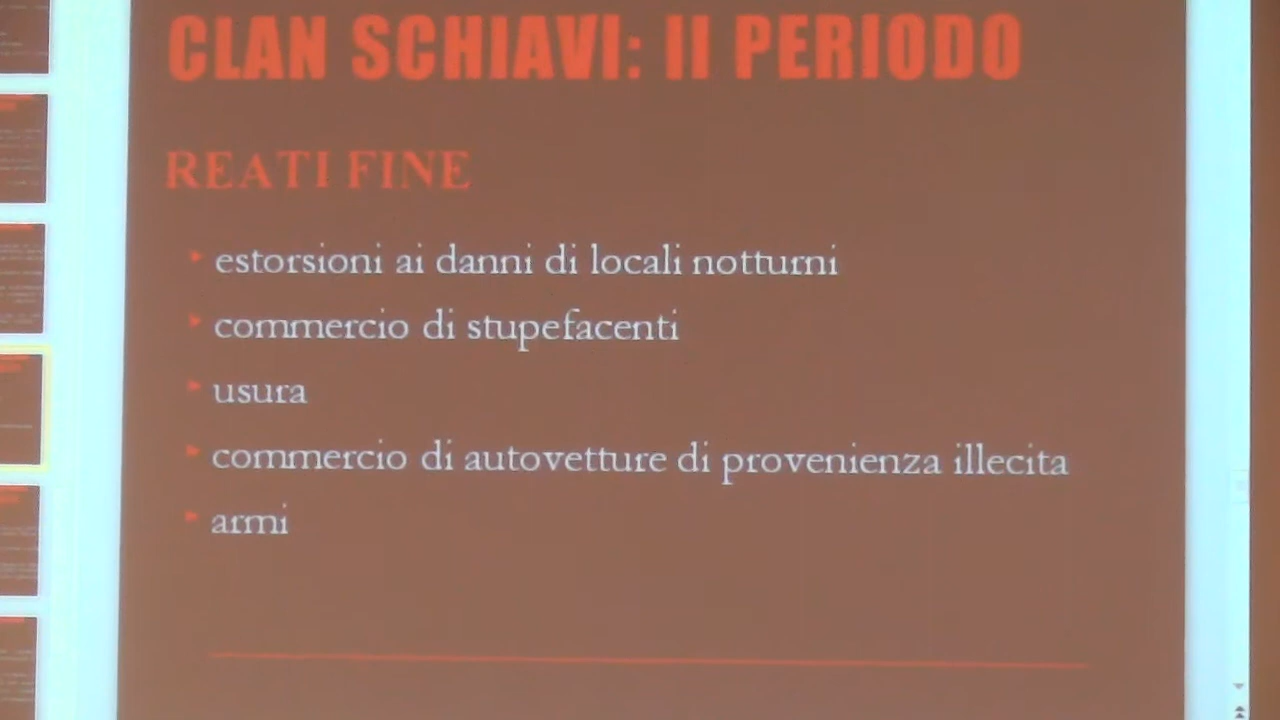 CLAN SCHIAVI: II PERIODO
REATI FINE
estorsioni ai danni di locali notturni
commercio di stupefacenti
usura
commercio di autovetture di provenienza illecita
armi